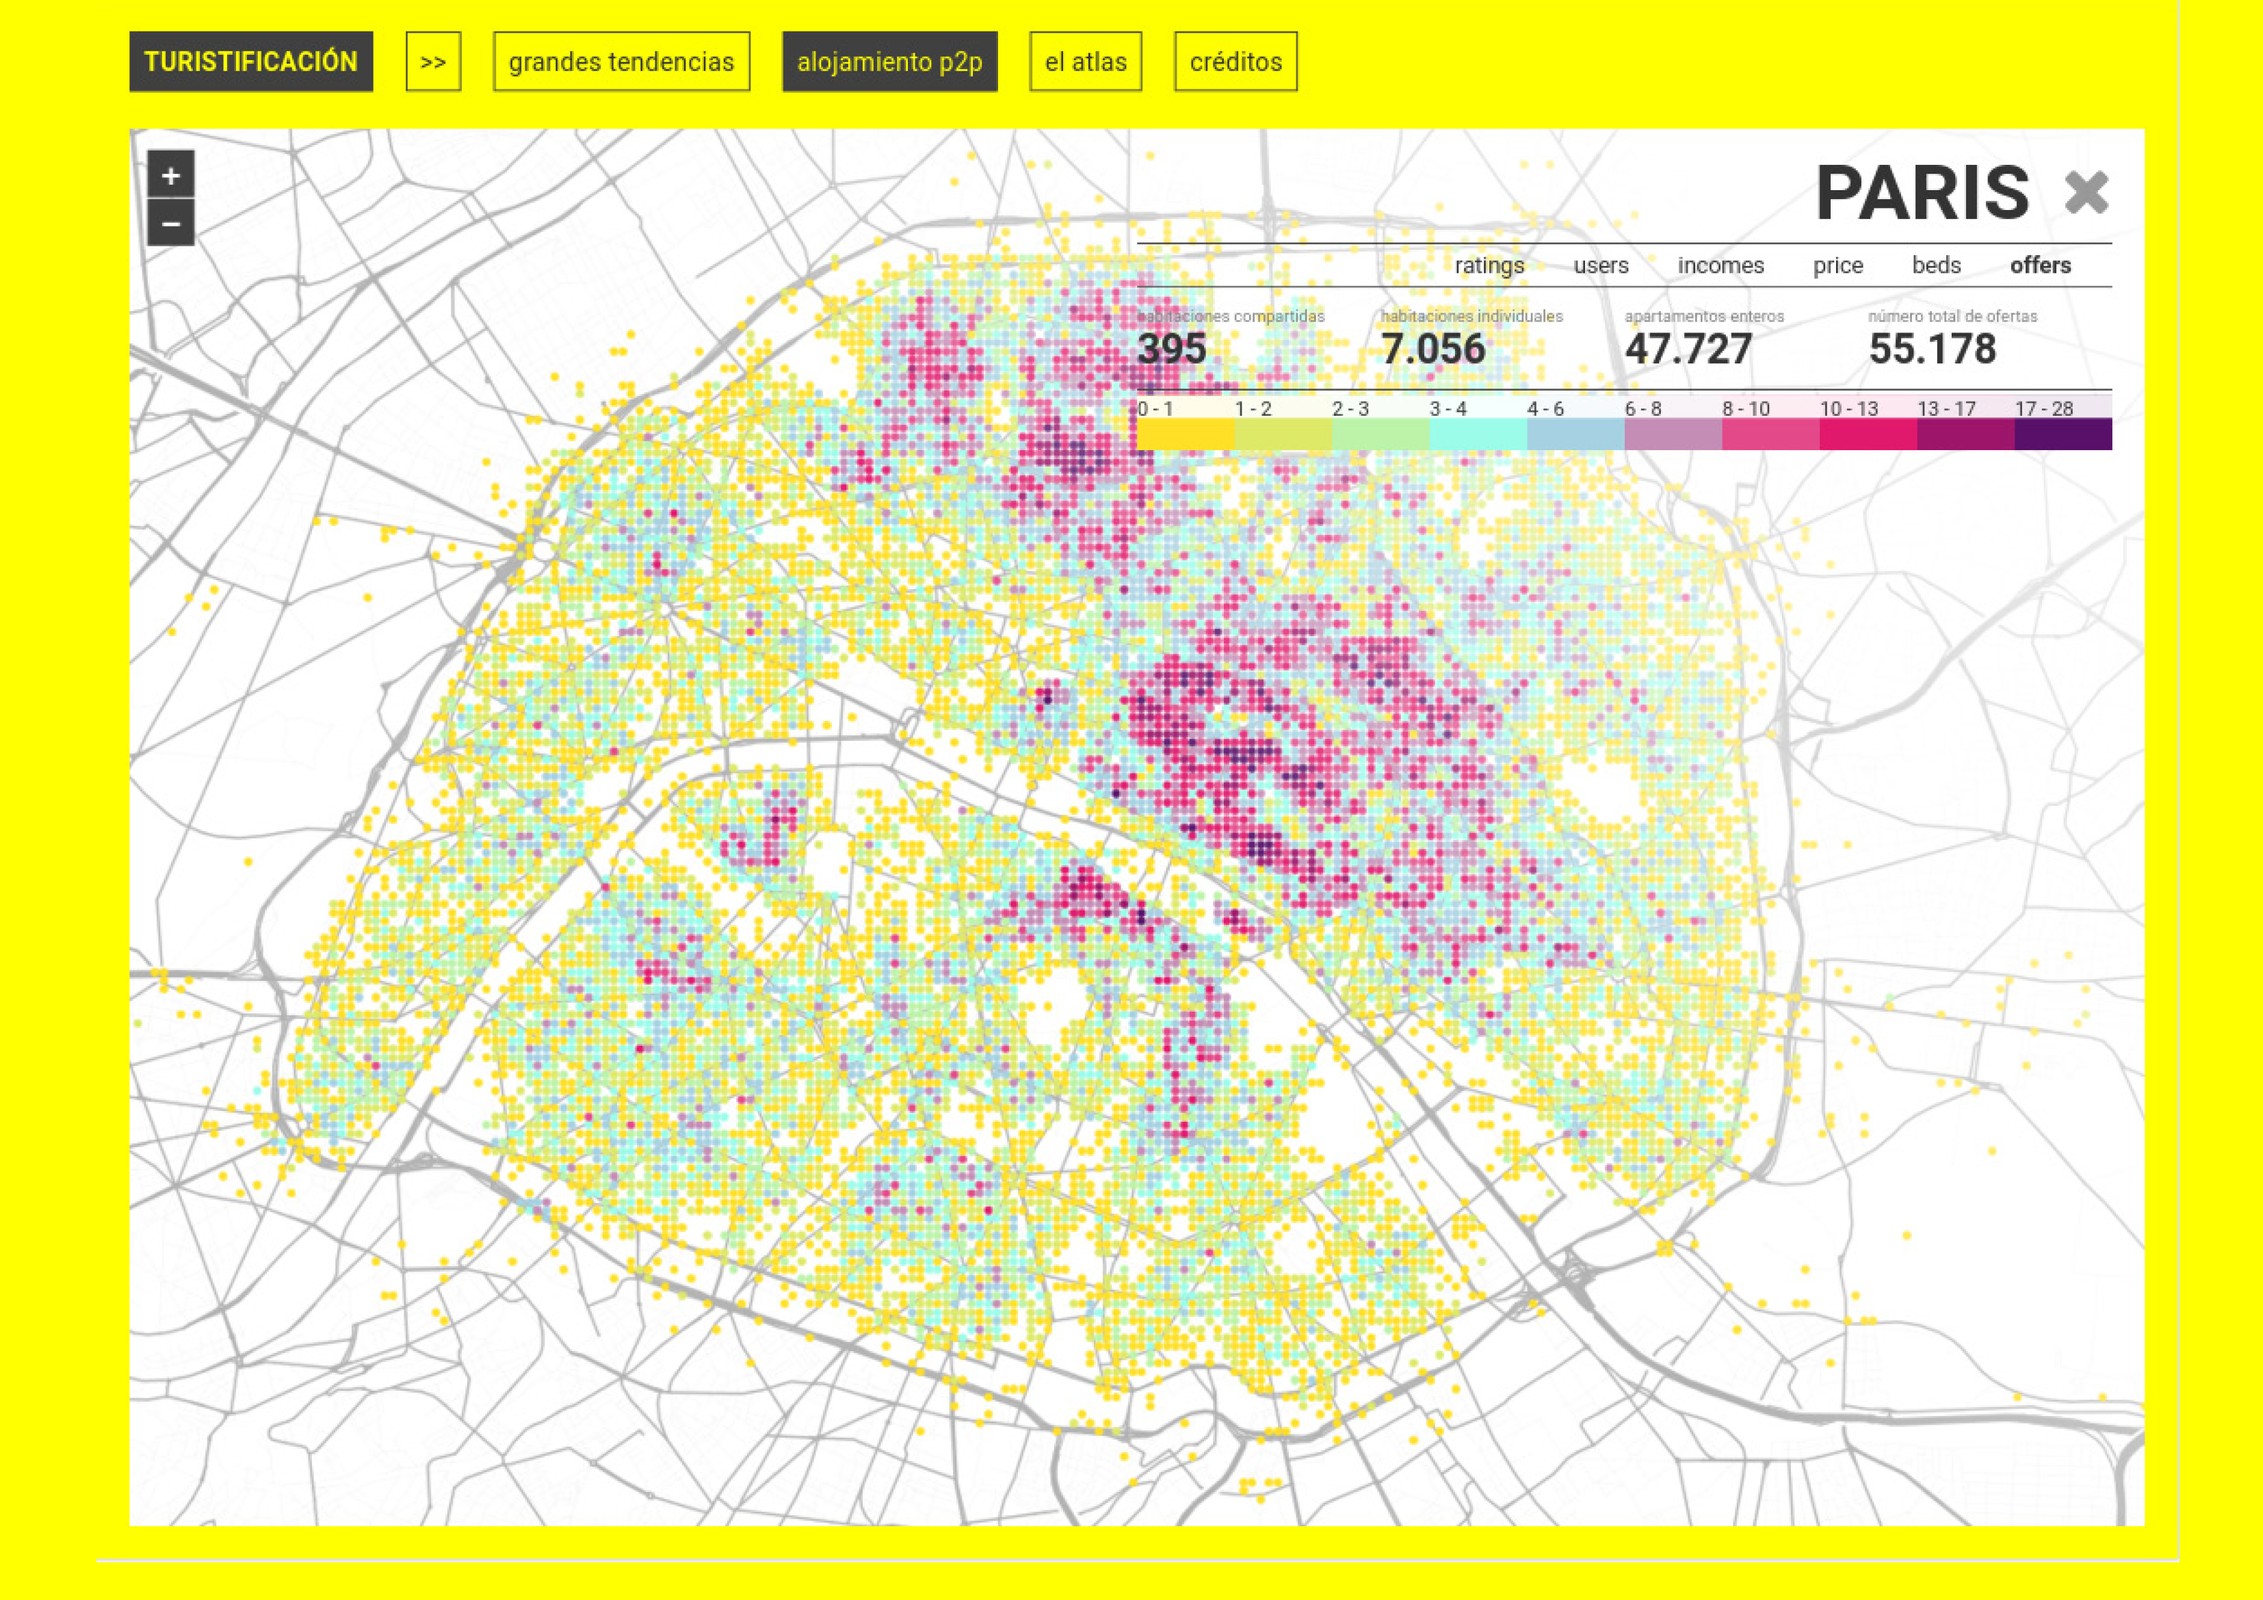 TURISTIFICACIÓN >> grandes tendencias alojamiento p2p el atlas créditos
+
−
PARIS
ratings users incomes price beds offers
habitaciones compartidas habitaciones individuales apartamentos enteros número total de ofertas
395 7.056 47.727 55.178
0 - 1 1 - 2 2 - 3 3 - 4 4 - 6 6 - 8 8 - 10 10 - 13 13 - 17 17 - 28